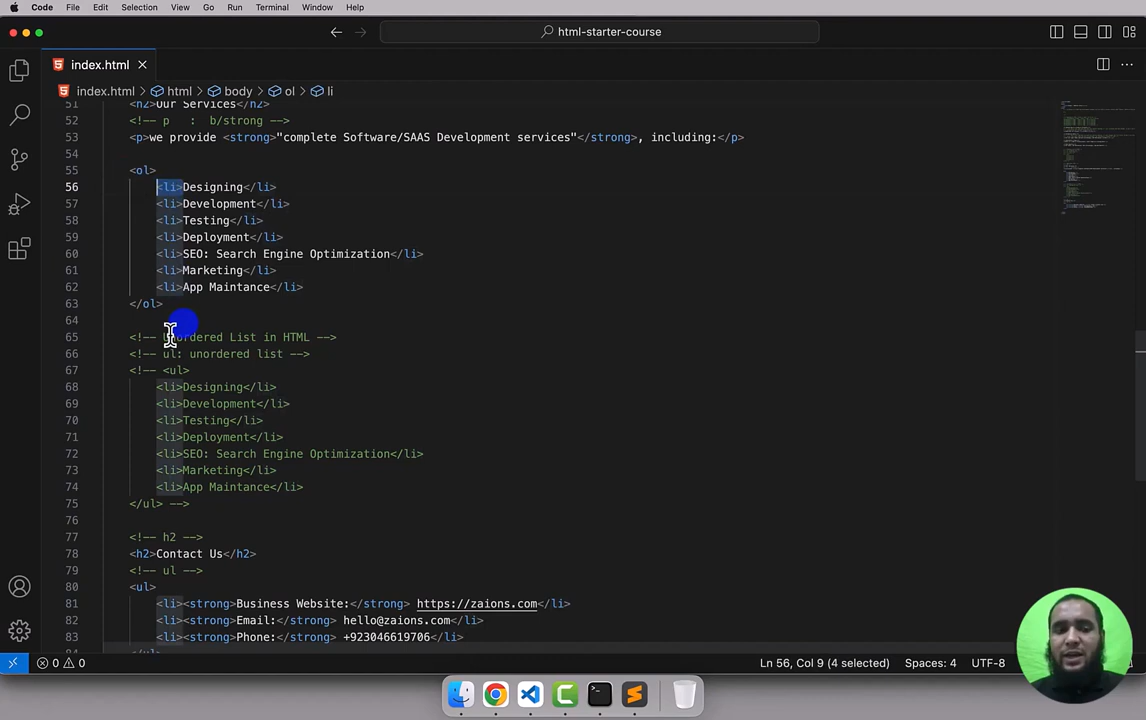 Code File Edit Selection View Go Run Terminal Window Help
html-starter-course
index.html
index.html > html > body > ol > li
51 <h2>Our Services</h2>
52 <!-- p : b/strong -->
53 <p>we provide <strong>"complete Software/SAAS Development services"</strong>, including:</p>
54
55 <ol>
56 <li>Designing</li>
57 <li>Development</li>
58 <li>Testing</li>
59 <li>Deployment</li>
60 <li>SEO: Search Engine Optimization</li>
61 <li>Marketing</li>
62 <li>App Maintance</li>
63 </ol>
64
65 <!-- Unordered List in HTML -->
66 <!-- ul: unordered list -->
67 <!-- <ul>
68 <li>Designing</li>
69 <li>Development</li>
70 <li>Testing</li>
71 <li>Deployment</li>
72 <li>SEO: Search Engine Optimization</li>
73 <li>Marketing</li>
74 <li>App Maintance</li>
75 </ul> -->
76
77 <!-- h2 -->
78 <h2>Contact Us</h2>
79 <!-- ul -->
80 <ul>
81 <li><strong>Business Website:</strong> https://zaions.com</li>
82 <li><strong>Email:</strong> hello@zaions.com</li>
83 <li><strong>Phone:</strong> +923046619706</li>
84 </ul>
0 0 Ln 56, Col 9 (4 selected) Spaces: 4 UTF-8